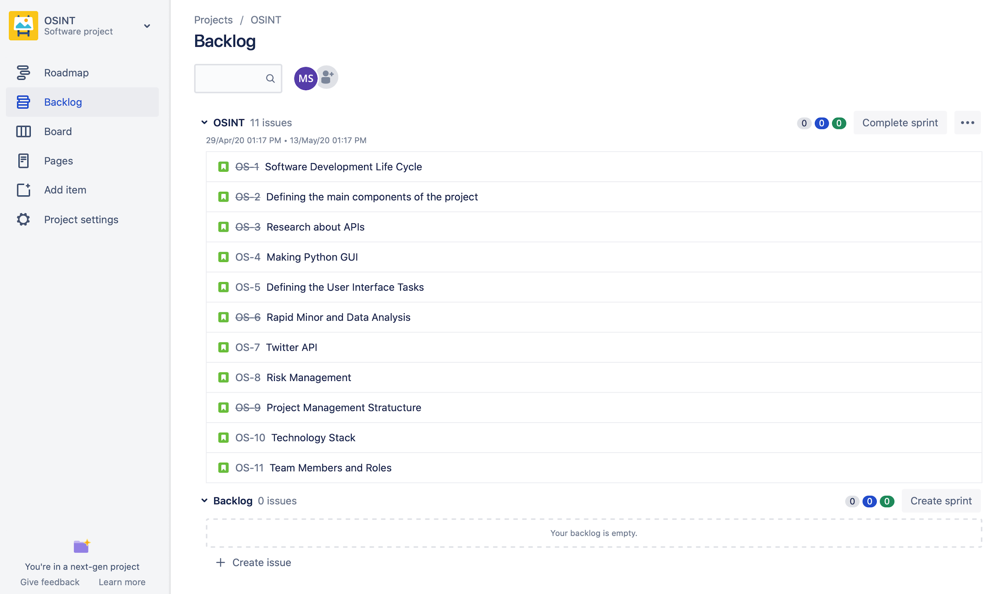 OSINT
Software project
Roadmap
Backlog
Board
Pages
Add item
Project settings
You're in a next-gen project
Give feedback Learn more
Projects / OSINT
Backlog
MS
OSINT 11 issues 0 0 0 Complete sprint
29/Apr/20 01:17 PM • 13/May/20 01:17 PM
OS-1 Software Development Life Cycle
OS-2 Defining the main components of the project
OS-3 Research about APIs
OS-4 Making Python GUI
OS-5 Defining the User Interface Tasks
OS-6 Rapid Minor and Data Analysis
OS-7 Twitter API
OS-8 Risk Management
OS-9 Project Management Stratucture
OS-10 Technology Stack
OS-11 Team Members and Roles
Backlog 0 issues 0 0 0 Create sprint
Your backlog is empty.
+ Create issue